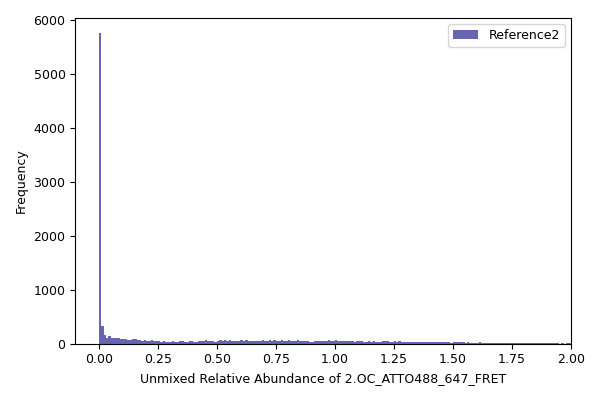 6000
5000
4000
3000
2000
1000
0
Frequency
Reference2
0.00 0.25 0.50 0.75 1.00 1.25 1.50 1.75 2.00
Unmixed Relative Abundance of 2.OC_ATTO488_647_FRET